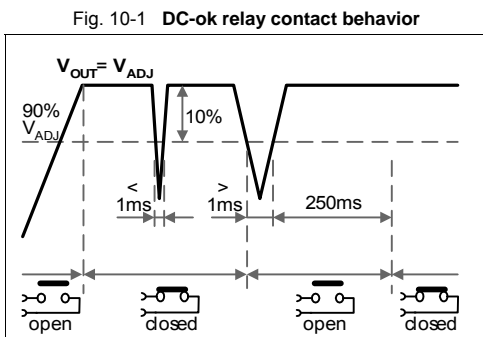 Fig. 10-1 DC-ok relay contact behavior
VOUT= VADJ
90%
VADJ
10%
<
1ms
>
1ms
250ms
open
closed
open
closed